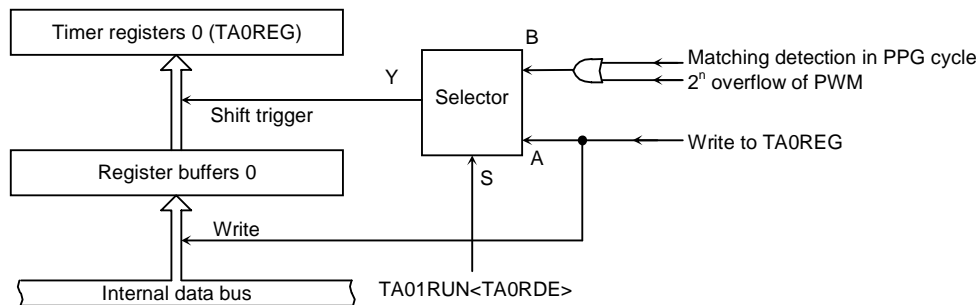 Timer registers 0 (TA0REG)
B
Matching detection in PPG cycle
Y
2ⁿ overflow of PWM
Selector
Shift trigger
A
Write to TA0REG
Register buffers 0
S
Write
TA01RUN<TA0RDE>
Internal data bus